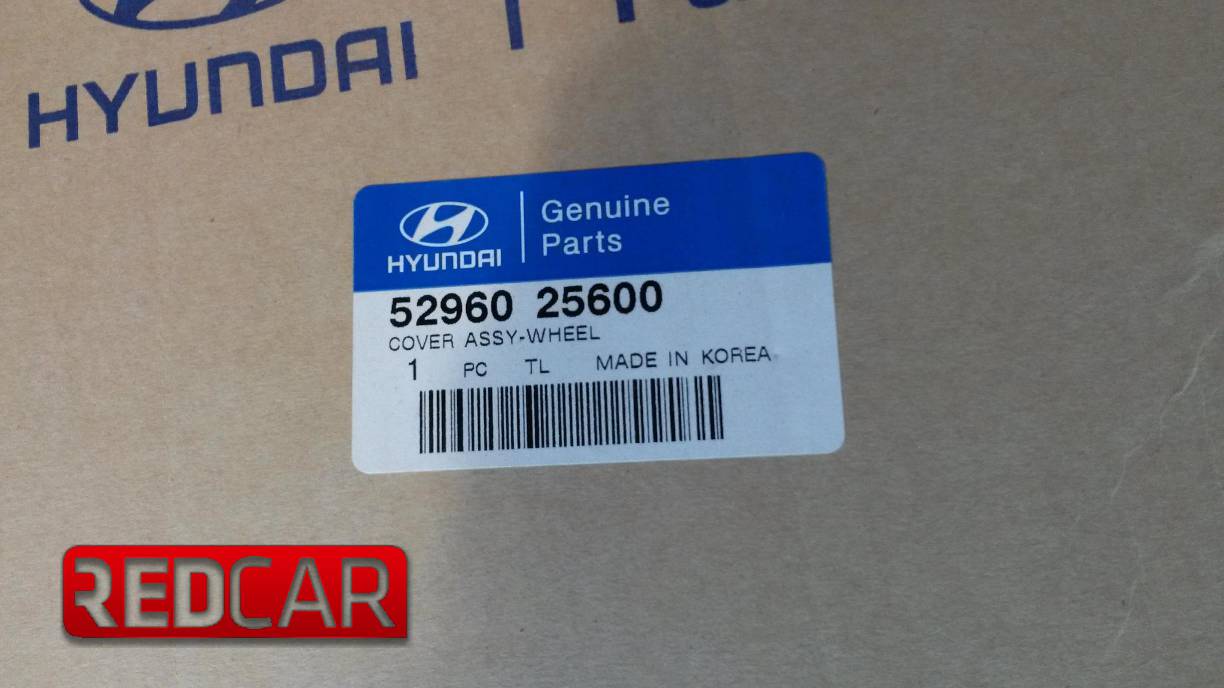 HYUNDAI
HYUNDAI
Genuine
Parts
52960 25600
COVER ASSY-WHEEL
1 PC TL MADE IN KOREA
REDCAR